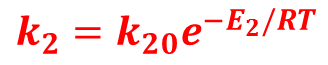 k₂ = k₂₀e^{-E₂/RT}